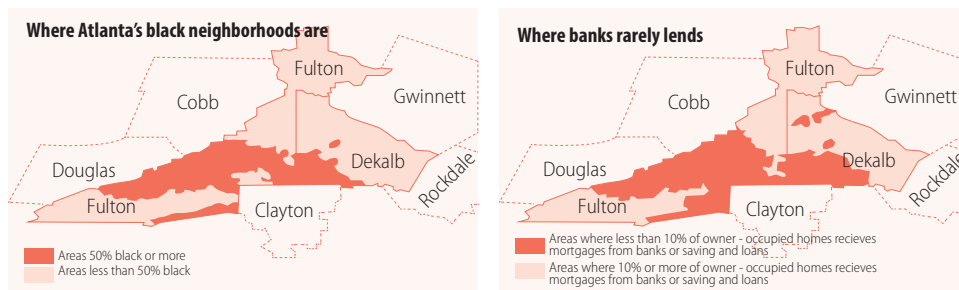 Where Atlanta's black neighborhoods are
Fulton
Cobb
Gwinnett
Douglas
Dekalb
Rockdale
Fulton
Clayton
Areas 50% black or more
Areas less than 50% black
Where banks rarely lends
Fulton
Cobb
Gwinnett
Douglas
Dekalb
Rockdale
Fulton
Clayton
Areas where less than 10% of owner - occupied homes recieves
mortgages from banks or saving and loans
Areas where 10% or more of owner - occupied homes recieves
mortgages from banks or saving and loans